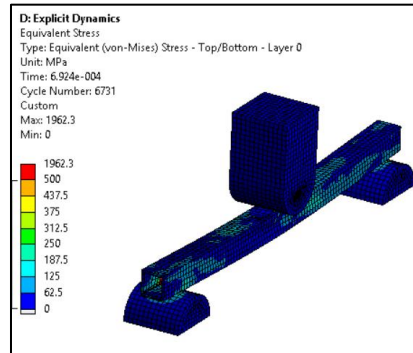 D: Explicit Dynamics
Equivalent Stress
Type: Equivalent (von-Mises) Stress - Top/Bottom - Layer 0
Unit: MPa
Time: 6.924e-004
Cycle Number: 6731
Custom
Max: 1962.3
Min: 0
1962.3
500
437.5
375
312.5
250
187.5
125
62.5
0